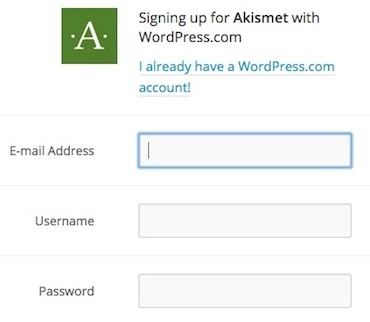 ·A·
Signing up for Akismet with
WordPress.com
I already have a WordPress.com
account!
E-mail Address
Username
Password